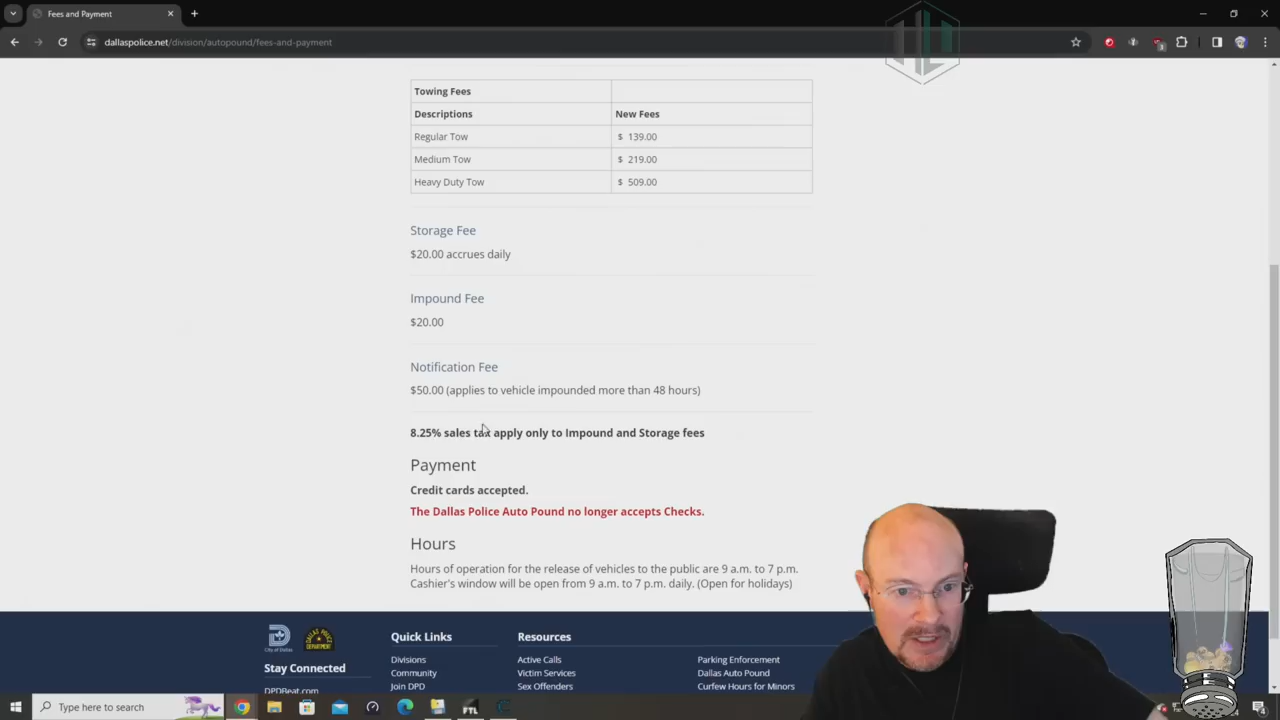 Fees and Payment
dallaspolice.net/division/autopound/fees-and-payment
Towing Fees
Descriptions New Fees
Regular Tow $ 139.00
Medium Tow $ 219.00
Heavy Duty Tow $ 509.00
Storage Fee
$20.00 accrues daily
Impound Fee
$20.00
Notification Fee
$50.00 (applies to vehicle impounded more than 48 hours)
8.25% sales tax apply only to Impound and Storage fees
Payment
Credit cards accepted.
The Dallas Police Auto Pound no longer accepts Checks.
Hours
Hours of operation for the release of vehicles to the public are 9 a.m. to 7 p.m.
Cashier's window will be open from 9 a.m. to 7 p.m. daily. (Open for holidays)
City of Dallas
Stay Connected
DPDBeat.com
Quick Links
Divisions
Community
Join DPD
Resources
Active Calls
Victim Services
Sex Offenders
Parking Enforcement
Dallas Auto Pound
Curfew Hours for Minors
Type here to search
FTL